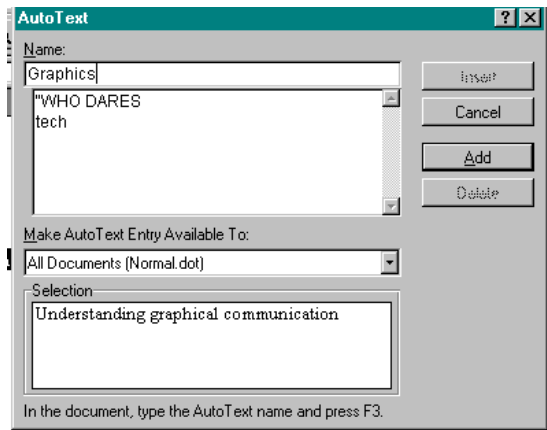 AutoText
Name:
Graphics
Insert
"WHO DARES
tech
Cancel
Add
Delete
Make AutoText Entry Available To:
All Documents (Normal.dot)
Selection
Understanding graphical communication
In the document, type the AutoText name and press F3.